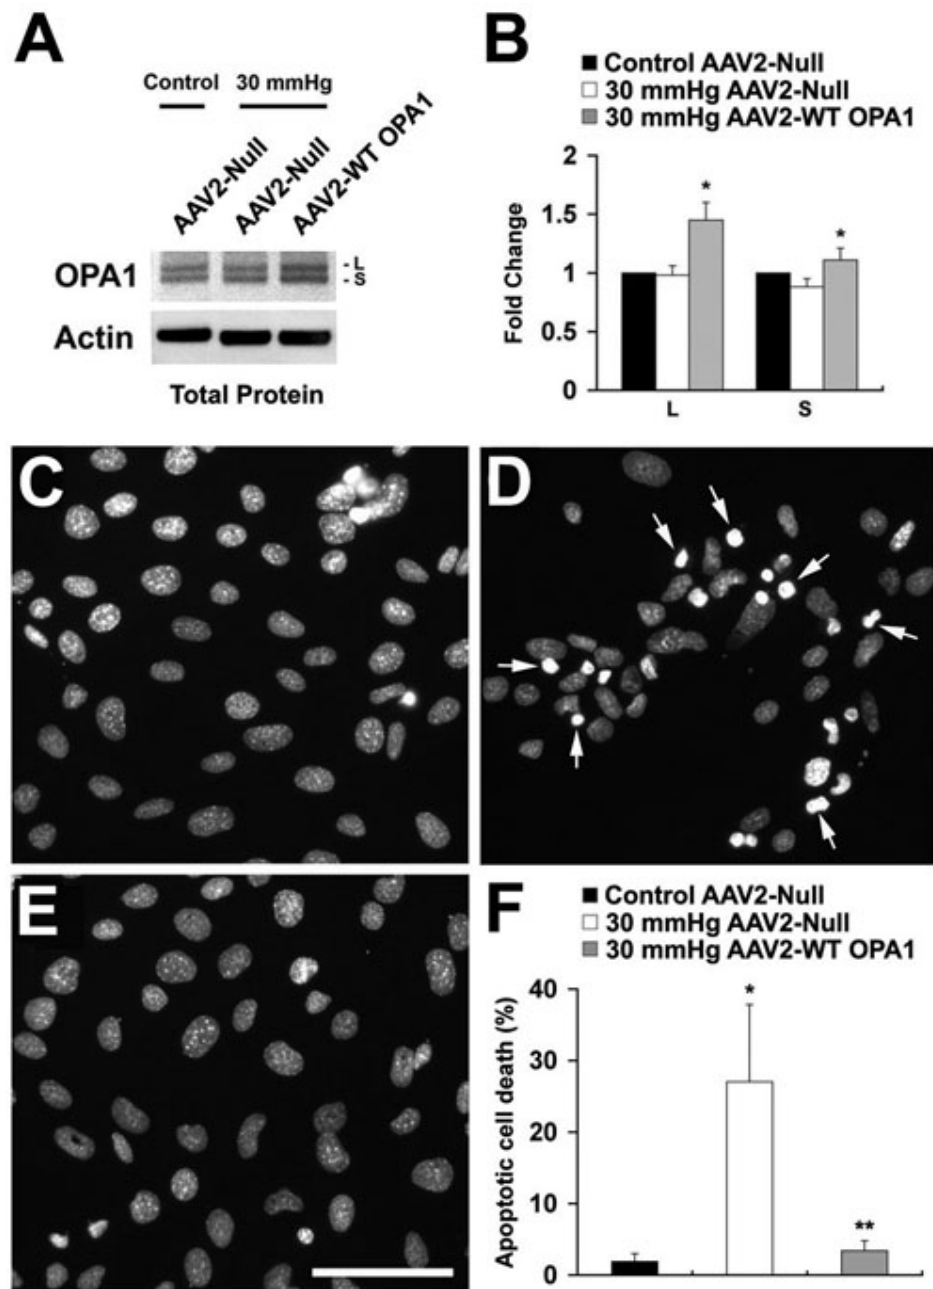 A
Control 30 mmHg
AAV2-Null
AAV2-Null
AAV2-WT OPA1
OPA1
- L
- S
Actin
Total Protein
B
Control AAV2-Null
30 mmHg AAV2-Null
30 mmHg AAV2-WT OPA1
Fold Change
2
1.5
1
0.5
0
*
*
L S
C
D
E
F
Control AAV2-Null
30 mmHg AAV2-Null
30 mmHg AAV2-WT OPA1
Apoptotic cell death (%)
40
30
20
10
0
*
**